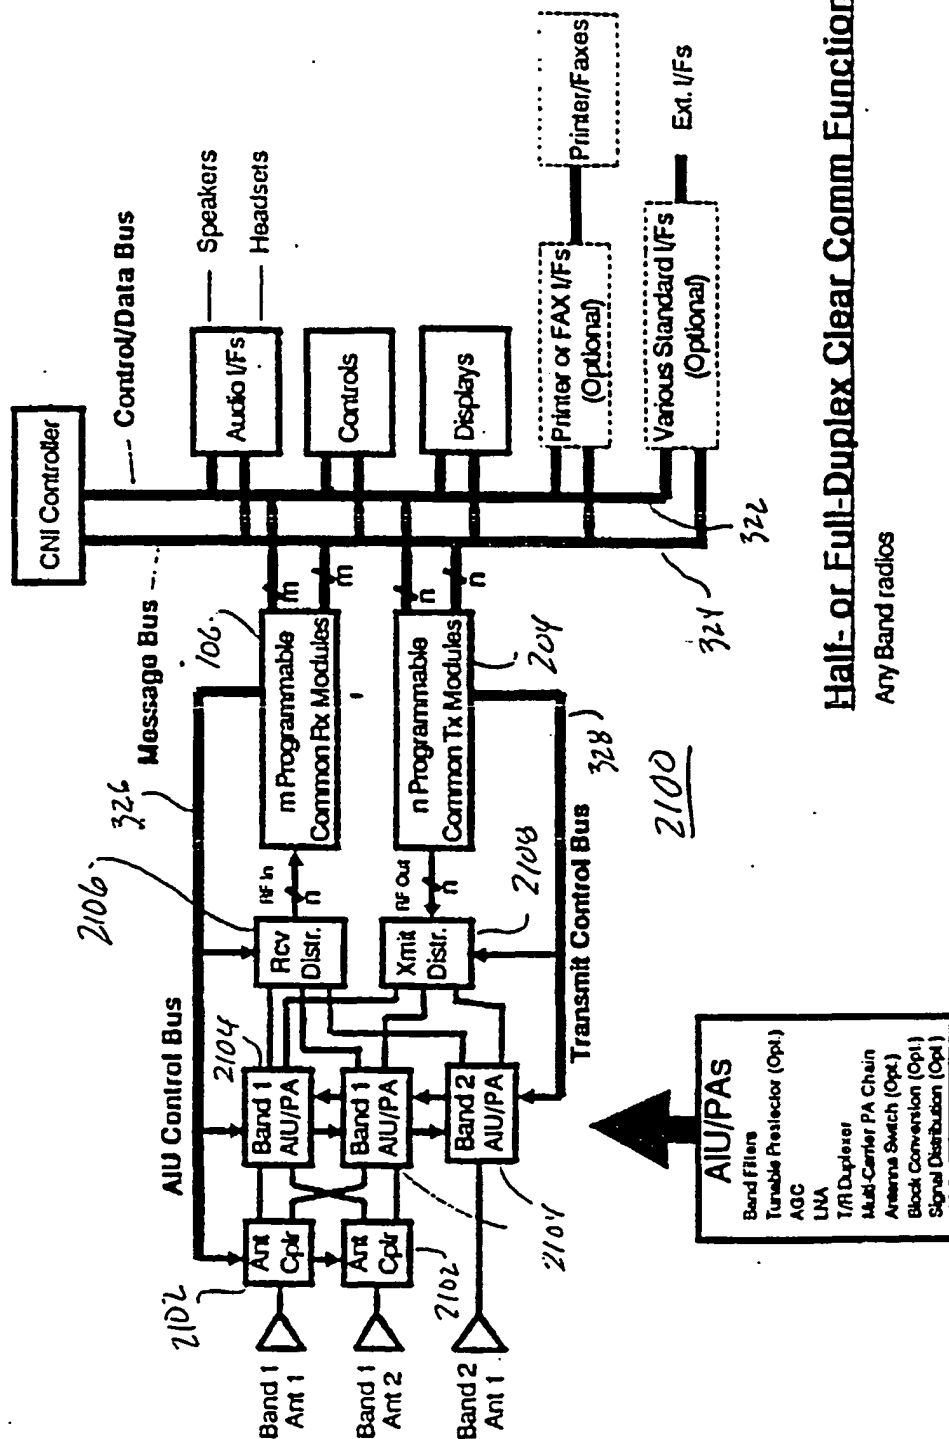 CNI Controller
Message Bus
Control/Data Bus
Audio I/Fs
Speakers
Headsets
Controls
Displays
Printer or FAX I/Fs
(Optional)
Printer/Faxes
Various Standard I/Fs
(Optional)
Ext. I/Fs
322
324
326
106
m Programmable
Common Rx Modules
m
m
n Programmable
Common Tx Modules
n
n
204
328
RF In
n
RF Out
n
2106
Rcv
Distr.
Xmit
Distr.
2108
AIU Control Bus
Transmit Control Bus
2104
Band 1
AIU/PA
Band 1
AIU/PA
Band 2
AIU/PA
2104
2102
Ant
Cplr
Ant
Cplr
2102
Band 1
Ant 1
Band 1
Ant 2
Band 2
Ant 1
2100
AIU/PAs
Band Filters
Tunable Preselector (Opt.)
AGC
LNA
T/R Duplexer
Multi-Carrier PA Chain
Antenna Switch (Opt.)
Block Conversion (Opt.)
Signal Distribution (Opt.)
Half- or Full-Duplex Clear Comm Function
Any Band radios